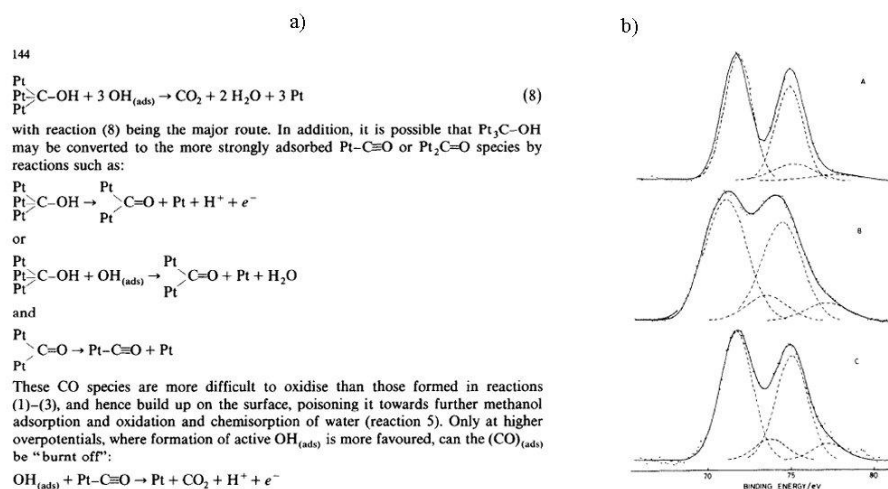 a)
b)
144
Pt
Pt⋝C–OH + 3 OH(ads) → CO2 + 2 H2O + 3 Pt (8)
Pt
with reaction (8) being the major route. In addition, it is possible that Pt3C–OH
may be converted to the more strongly adsorbed Pt–C≡O or Pt2C=O species by
reactions such as:
Pt Pt
Pt⋝C–OH → >C=O + Pt + H+ + e−
Pt Pt
or
Pt Pt
Pt⋝C–OH + OH(ads) → >C=O + Pt + H2O
Pt Pt
and
Pt
>C=O → Pt–C≡O + Pt
Pt
These CO species are more difficult to oxidise than those formed in reactions
(1)–(3), and hence build up on the surface, poisoning it towards further methanol
adsorption and oxidation and chemisorption of water (reaction 5). Only at higher
overpotentials, where formation of active OH(ads) is more favoured, can the (CO)(ads)
be "burnt off":
OH(ads) + Pt–C≡O → Pt + CO2 + H+ + e−
A
B
C
70 75 80
BINDING ENERGY/eV